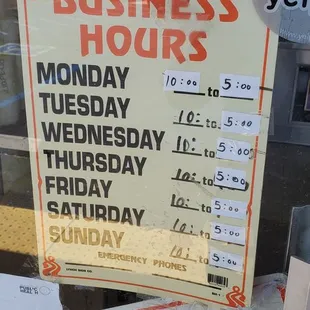 BUSINESS
HOURS
MONDAY 10:00 to 5:00
TUESDAY 10: to 5:00
WEDNESDAY 10: to 5:00
THURSDAY 10: to 5:00
FRIDAY 10: to 5:00
SATURDAY 10: to 5:00
SUNDAY 10: to 5:00
EMERGENCY PHONES